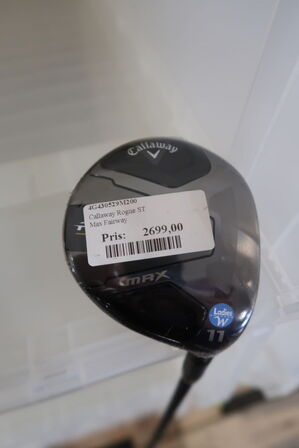 Callaway
4G430529M200
Callaway Rogue ST
Max Fairway
Pris: 2699,00
MAX
Ladies
W
11